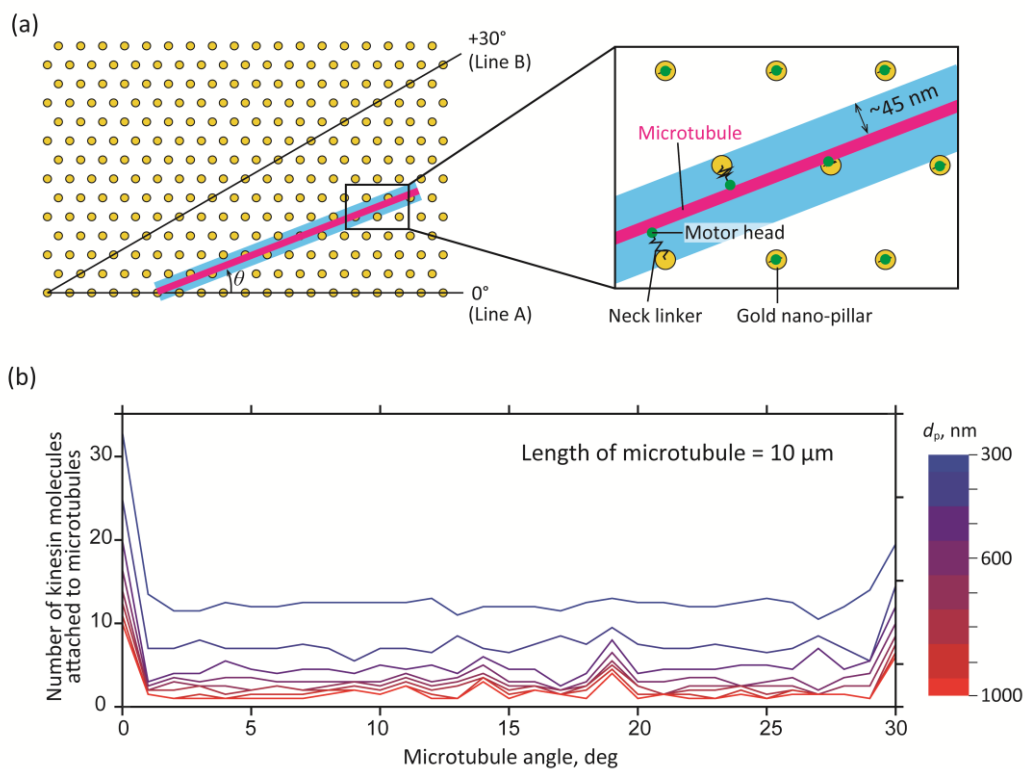 (a)
+30°
(Line B)
θ
0°
(Line A)
~45 nm
Microtubule
Motor head
Neck linker
Gold nano-pillar
(b)
Number of kinesin molecules
attached to microtubules
30
20
10
0
Length of microtubule = 10 μm
0 5 10 15 20 25 30
Microtubule angle, deg
dp, nm
300
600
1000